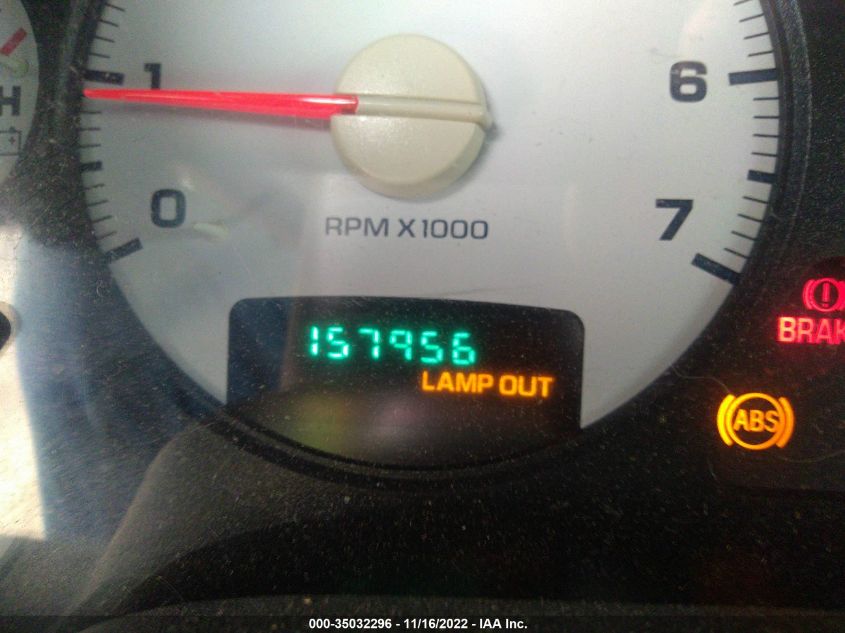 H
1
6
0
7
RPM X1000
157956
LAMP OUT
BRAK
ABS
000-35032296 - 11/16/2022 - IAA Inc.